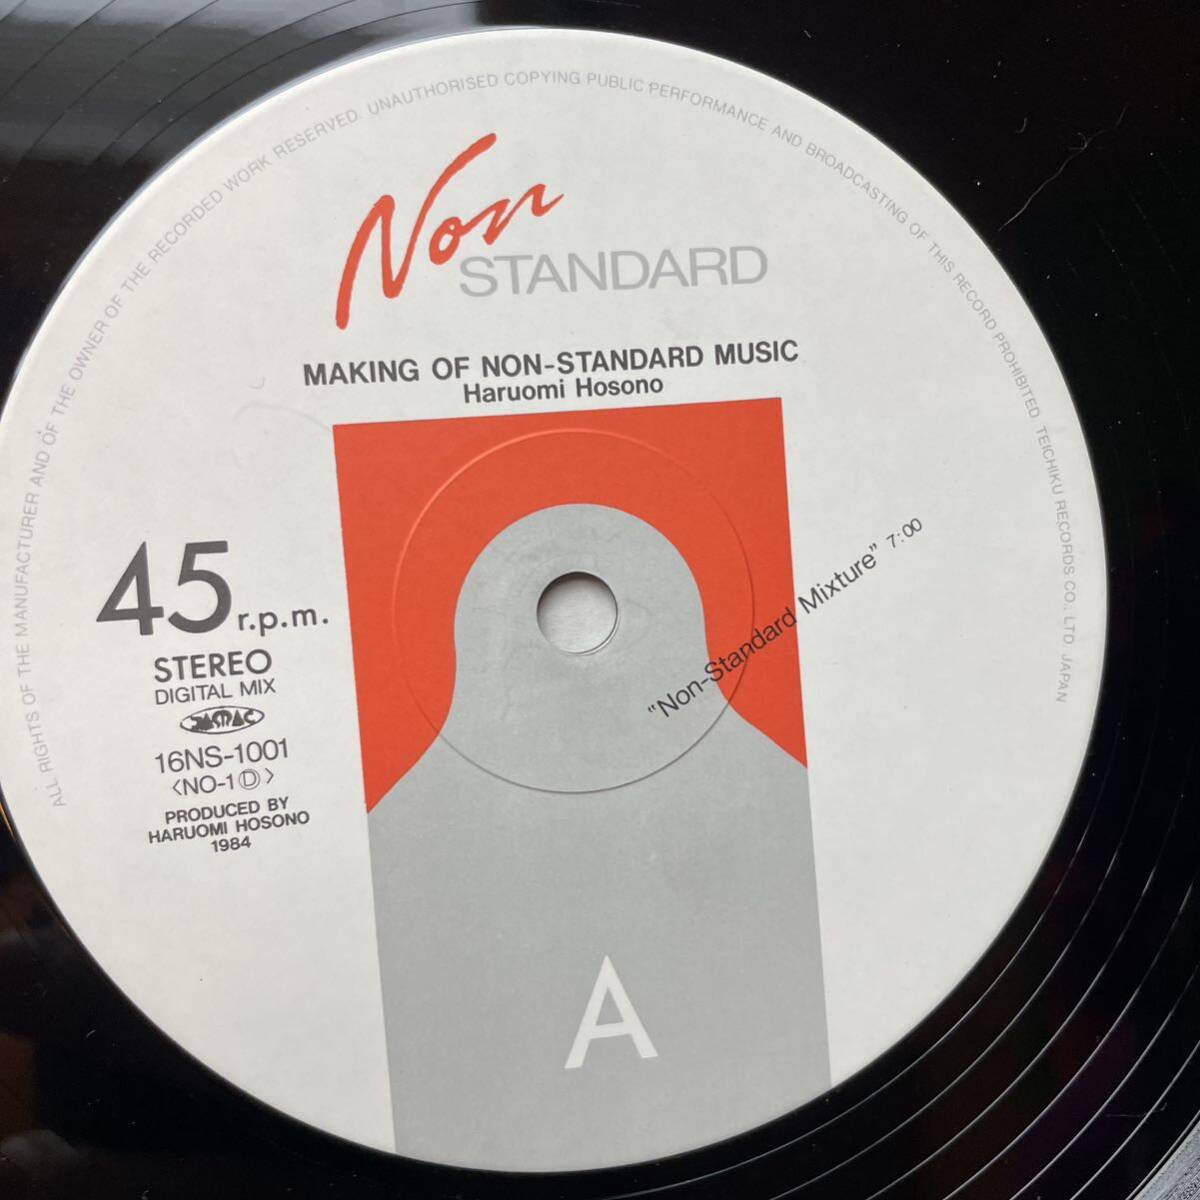 ALL RIGHTS OF THE MANUFACTURER AND OF THE OWNER OF THE RECORDED WORK RESERVED. UNAUTHORISED COPYING PUBLIC PERFORMANCE AND BROADCASTING OF THIS RECORD PROHIBITED. TEICHIKU RECORDS CO., LTD. JAPAN
Non
STANDARD
MAKING OF NON-STANDARD MUSIC
Haruomi Hosono
"Non-Standard Mixture" 7:00
45 r.p.m.
STEREO
DIGITAL MIX
JASRAC
16NS-1001
〈NO-1Ⓓ〉
PRODUCED BY
HARUOMI HOSONO
1984
A